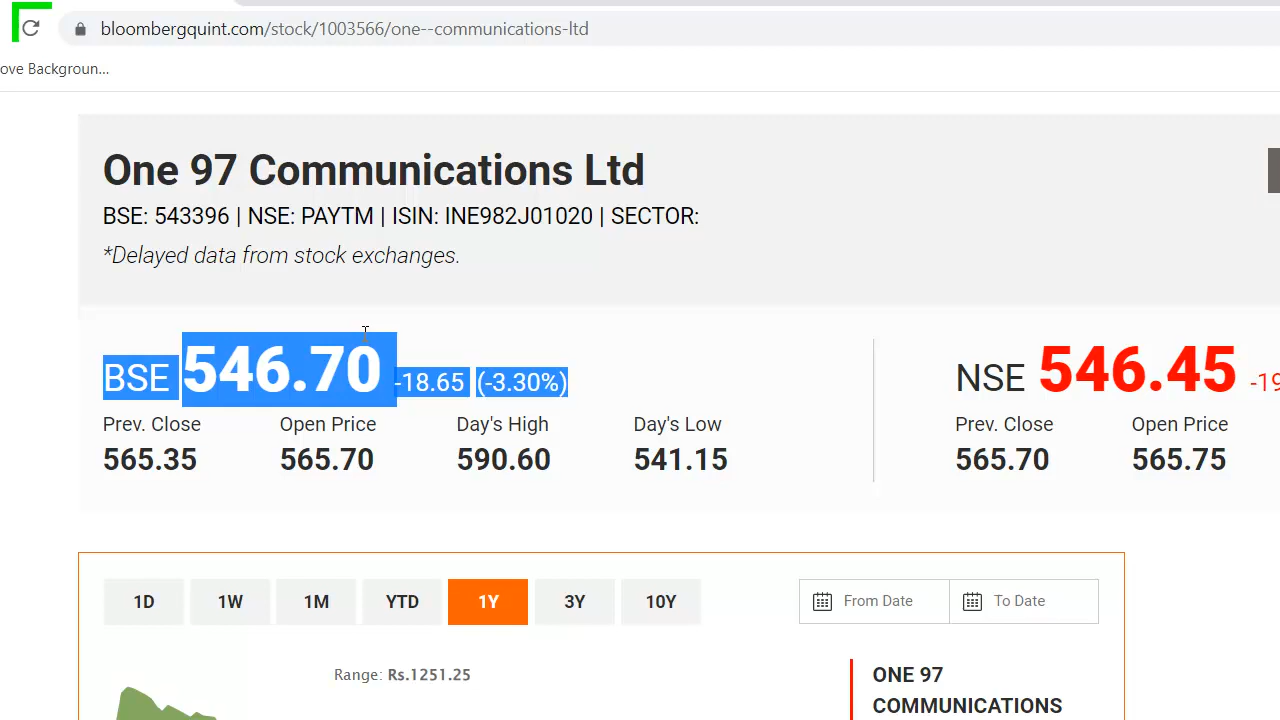 bloombergquint.com/stock/1003566/one--communications-ltd
ove Backgroun...
One 97 Communications Ltd
BSE: 543396 | NSE: PAYTM | ISIN: INE982J01020 | SECTOR:
*Delayed data from stock exchanges.
BSE 546.70 -18.65 (-3.30%)
Prev. Close Open Price Day's High Day's Low
565.35 565.70 590.60 541.15
NSE 546.45 -19
Prev. Close Open Price
565.70 565.75
1D 1W 1M YTD 1Y 3Y 10Y
From Date To Date
Range: Rs.1251.25
ONE 97
COMMUNICATIONS